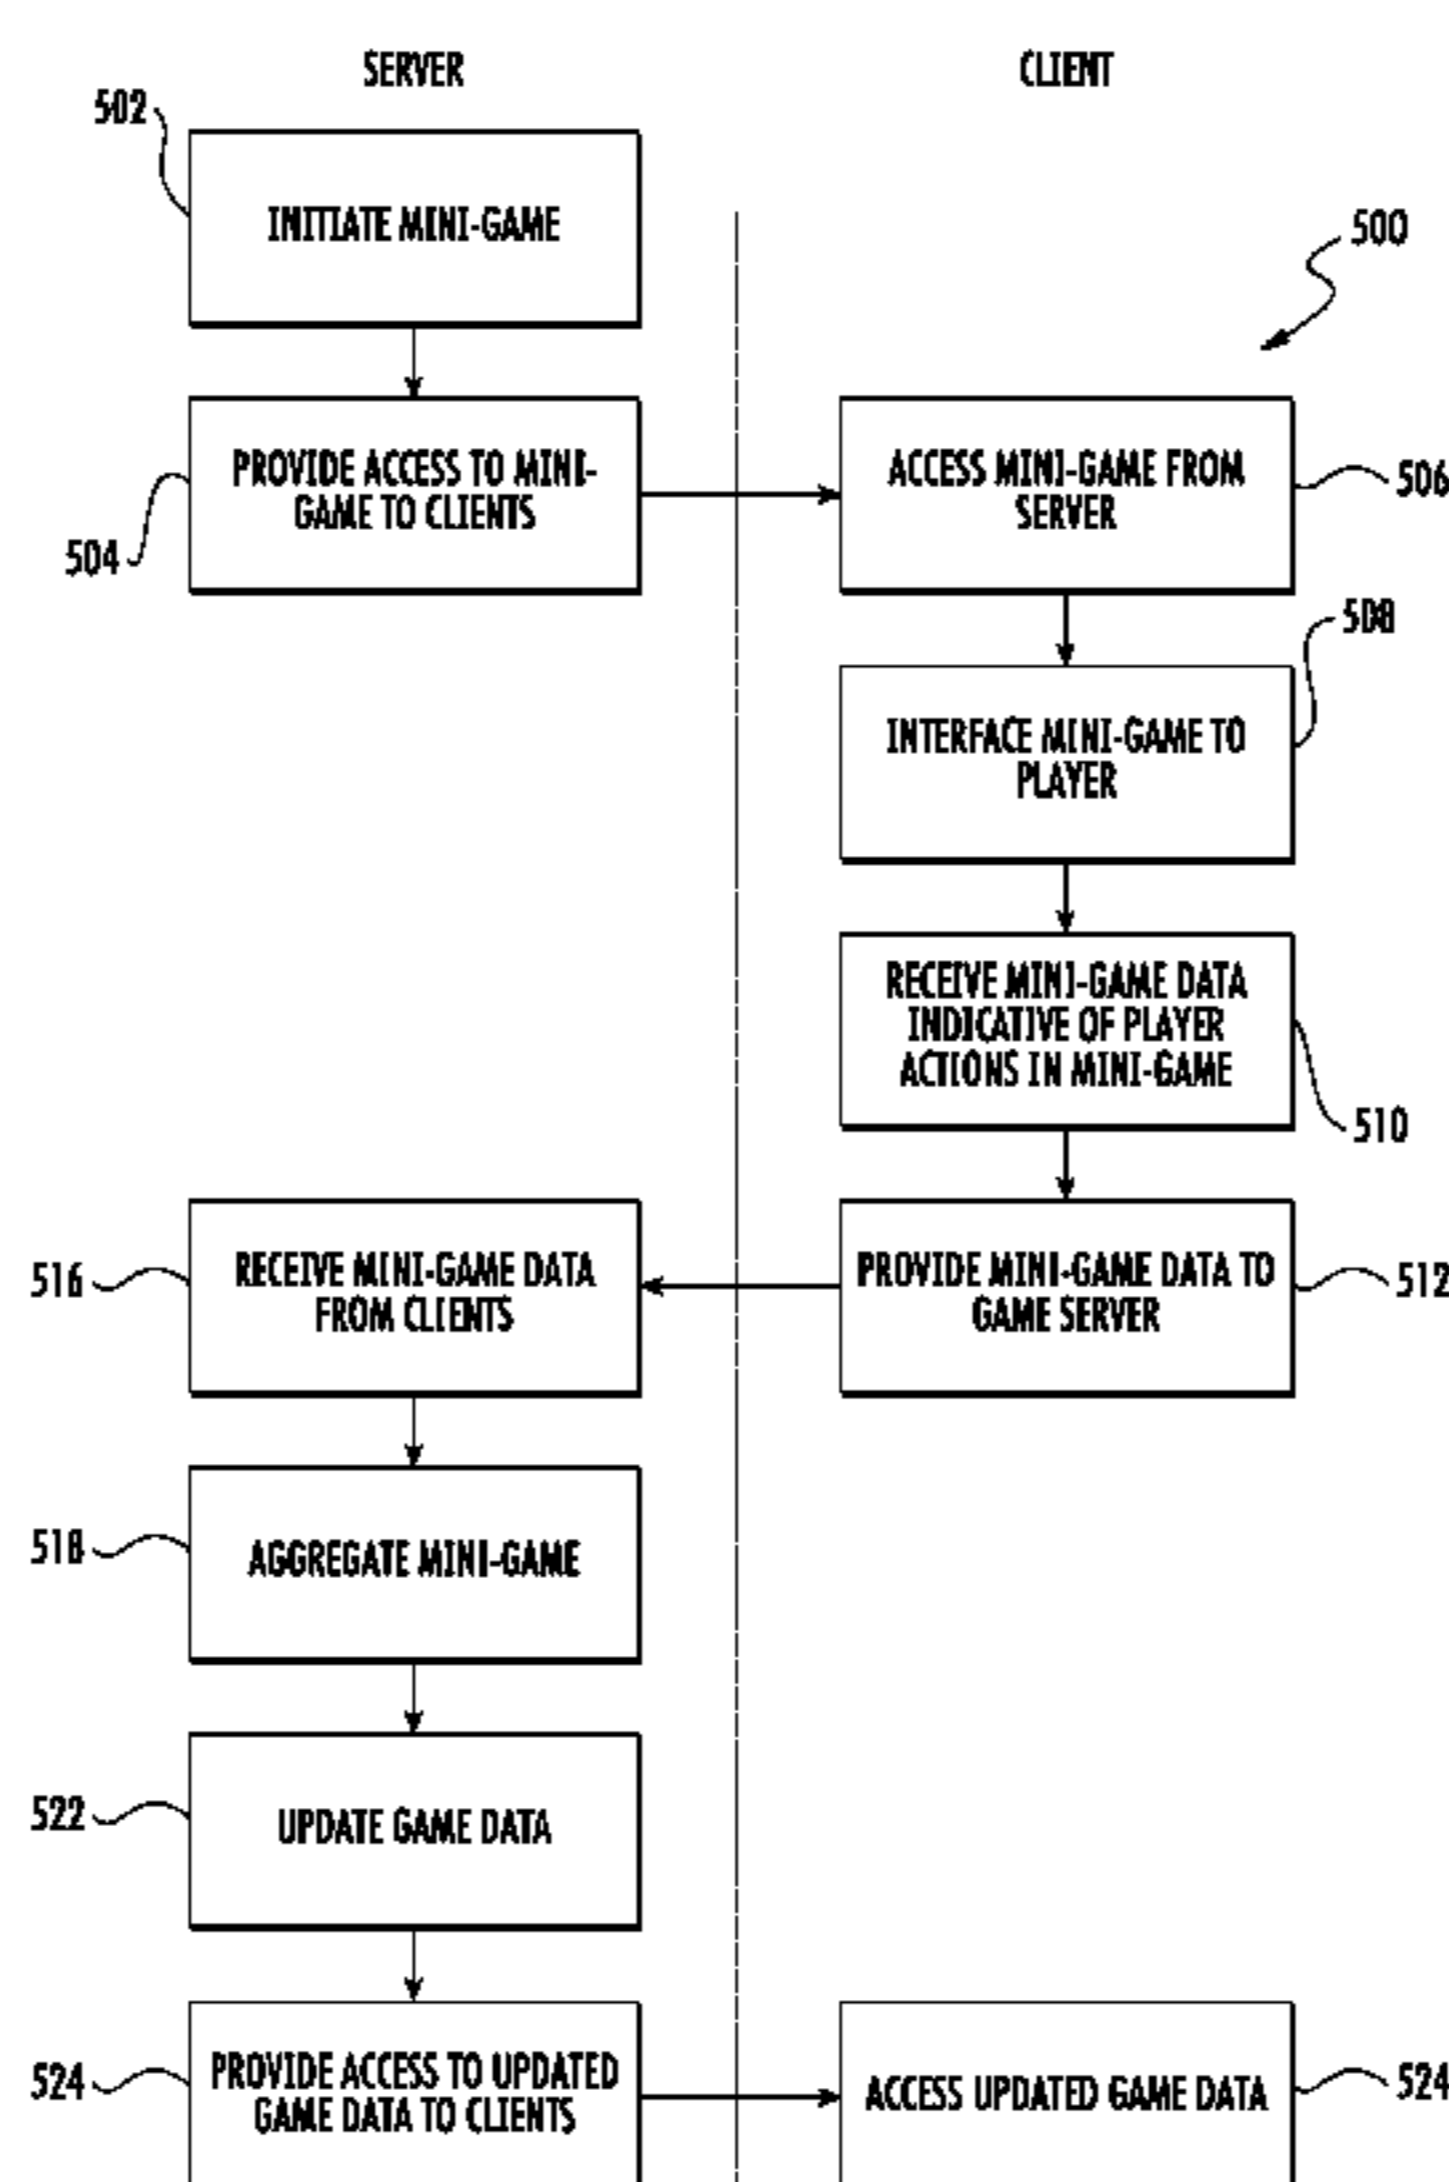 SERVER
CLIENT
502
INITIATE MINI-GAME
500
PROVIDE ACCESS TO MINI-
GAME TO CLIENTS
504
ACCESS MINI-GAME FROM
SERVER
506
508
INTERFACE MINI-GAME TO
PLAYER
RECEIVE MINI-GAME DATA
INDICATIVE OF PLAYER
ACTIONS IN MINI-GAME
510
516
RECEIVE MINI-GAME DATA
FROM CLIENTS
PROVIDE MINI-GAME DATA TO
GAME SERVER
512
518
AGGREGATE MINI-GAME
522
UPDATE GAME DATA
524
PROVIDE ACCESS TO UPDATED
GAME DATA TO CLIENTS
ACCESS UPDATED GAME DATA
524